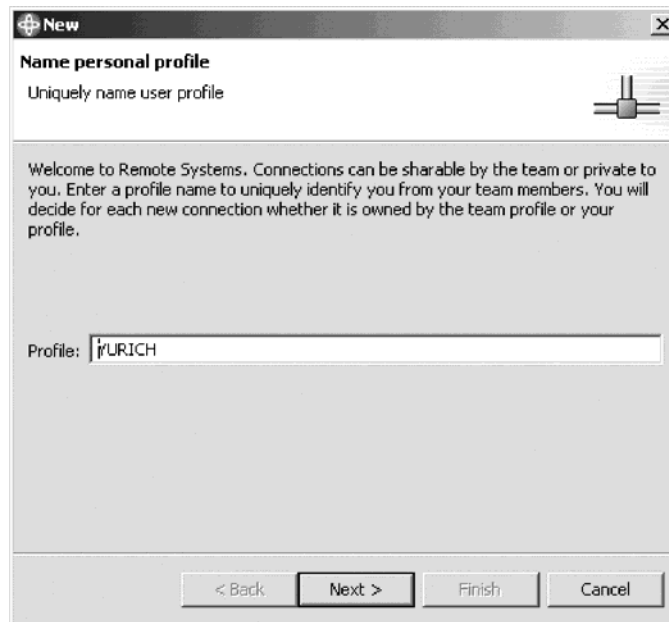 New
Name personal profile
Uniquely name user profile
Welcome to Remote Systems. Connections can be sharable by the team or private to
you. Enter a profile name to uniquely identify you from your team members. You will
decide for each new connection whether it is owned by the team profile or your
profile.
Profile: YURICH
< Back Next > Finish Cancel